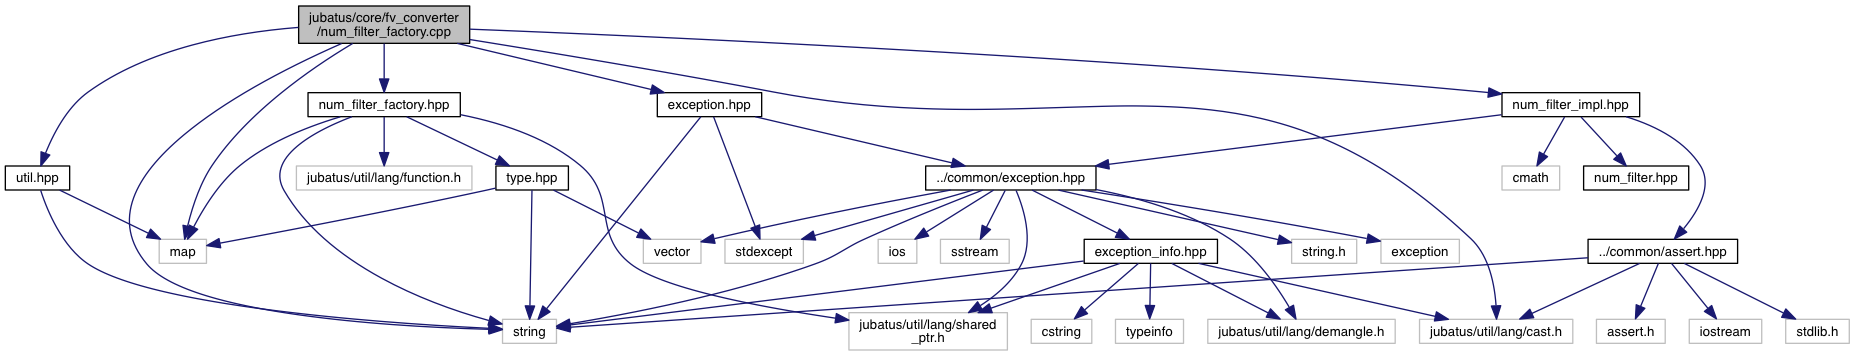 jubatus/core/fv_converter
/num_filter_factory.cpp
num_filter_factory.hpp
exception.hpp
num_filter_impl.hpp
util.hpp
jubatus/util/lang/function.h
type.hpp
../common/exception.hpp
cmath
num_filter.hpp
map
vector
stdexcept
ios
sstream
exception_info.hpp
string.h
exception
../common/assert.hpp
string
jubatus/util/lang/shared
_ptr.h
cstring
typeinfo
jubatus/util/lang/demangle.h
jubatus/util/lang/cast.h
assert.h
iostream
stdlib.h